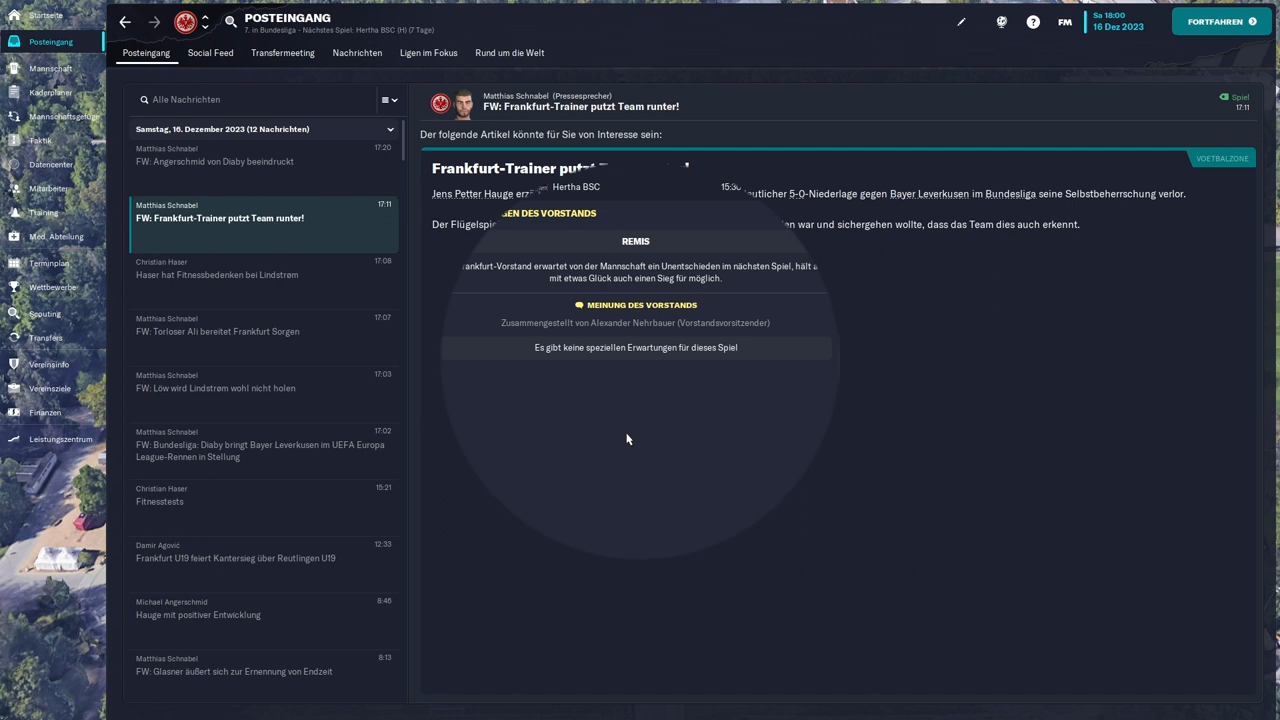 Startseite
Posteingang
Mannschaft
Kaderplaner
Mannschaftsgefüge
Taktik
Datencenter
Mitarbeiter
Training
Med. Abteilung
Terminplan
Wettbewerbe
Scouting
Transfers
Vereinsinfo
Vereinsziele
Finanzen
Leistungszentrum
POSTEINGANG
7. in Bundesliga - Nächstes Spiel: Hertha BSC (H) (7 Tage)
FM
Sa 18:00
16 Dez 2023
FORTFAHREN
Posteingang Social Feed Transfermeeting Nachrichten Ligen im Fokus Rund um die Welt
Alle Nachrichten
Samstag, 16. Dezember 2023 (12 Nachrichten)
Matthias Schnabel 17:20
FW: Angerschmid von Diaby beeindruckt
Matthias Schnabel 17:11
FW: Frankfurt-Trainer putzt Team runter!
Christian Haser 17:08
Haser hat Fitnessbedenken bei Lindstrøm
Matthias Schnabel 17:07
FW: Torloser Ali bereitet Frankfurt Sorgen
Matthias Schnabel 17:03
FW: Löw wird Lindstrøm wohl nicht holen
Matthias Schnabel 17:02
FW: Bundesliga: Diaby bringt Bayer Leverkusen im UEFA Europa
League-Rennen in Stellung
Christian Haser 15:21
Fitnesstests
Damir Agović 12:33
Frankfurt U19 feiert Kantersieg über Reutlingen U19
Michael Angerschmid 8:46
Hauge mit positiver Entwicklung
Matthias Schnabel 8:13
FW: Glasner äußert sich zur Ernennung von Endzeit
Matthias Schnabel (Pressesprecher)
FW: Frankfurt-Trainer putzt Team runter!
Spiel
17:11
Der folgende Artikel könnte für Sie von Interesse sein:
VOETBALZONE
Frankfurt-Trainer
Hertha BSC 15:30
Jens Petter Hauge 5-0-Niederlage gegen Bayer Leverkusen im Bundesliga seine Selbstbeherrschung verlor.
DES VORSTANDS
Der war und sichergehen wollte, dass das Team dies auch erkennt.
REMIS
erwartet von der Mannschaft ein Unentschieden im nächsten Spiel, hält
mit etwas Glück auch einen Sieg für möglich.
MEINUNG DES VORSTANDS
Zusammengestellt von Alexander Nehrbauer (Vorstandsvorsitzender)
Es gibt keine speziellen Erwartungen für dieses Spiel